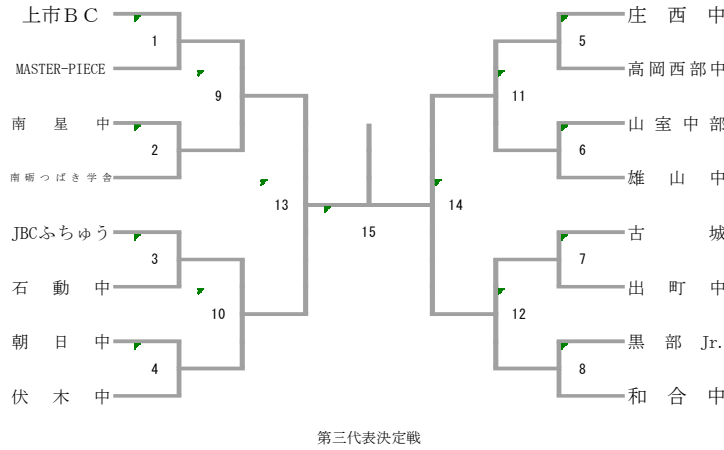 上市ＢＣ
庄西中
1
5
MASTER-PIECE
高岡西部中
9
11
南星中
山室中部
2
6
南砺つばき学舎
雄山中
13
14
15
JBCふちゅう
古城
3
7
石動中
出町中
10
12
朝日中
黒部Jr.
4
8
伏木中
和合中
第三代表決定戦